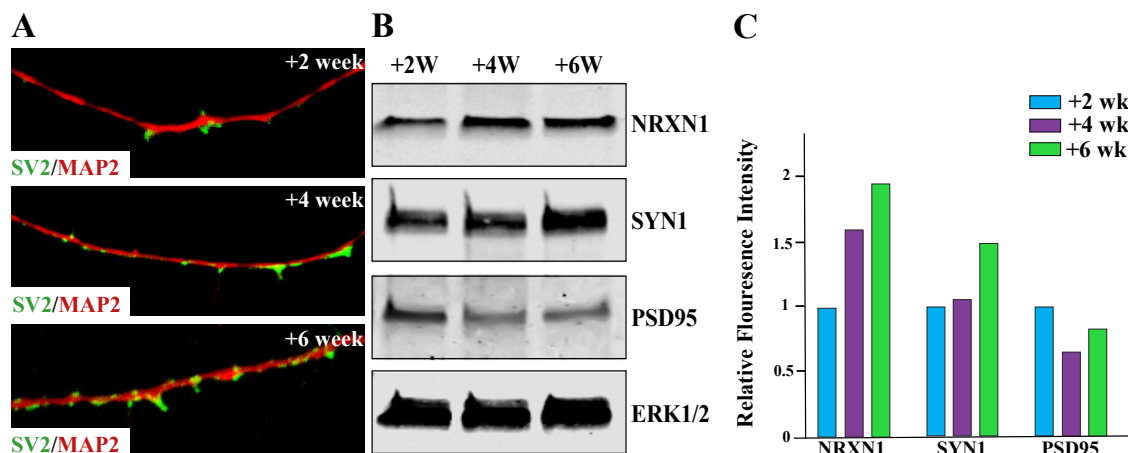 A
+2 week
SV2/MAP2
+4 week
SV2/MAP2
+6 week
SV2/MAP2
B
+2W +4W +6W
NRXN1
SYN1
PSD95
ERK1/2
C
+2 wk
+4 wk
+6 wk
Relative Flouresence Intensity
2
1.5
1
0.5
0
NRXN1 SYN1 PSD95